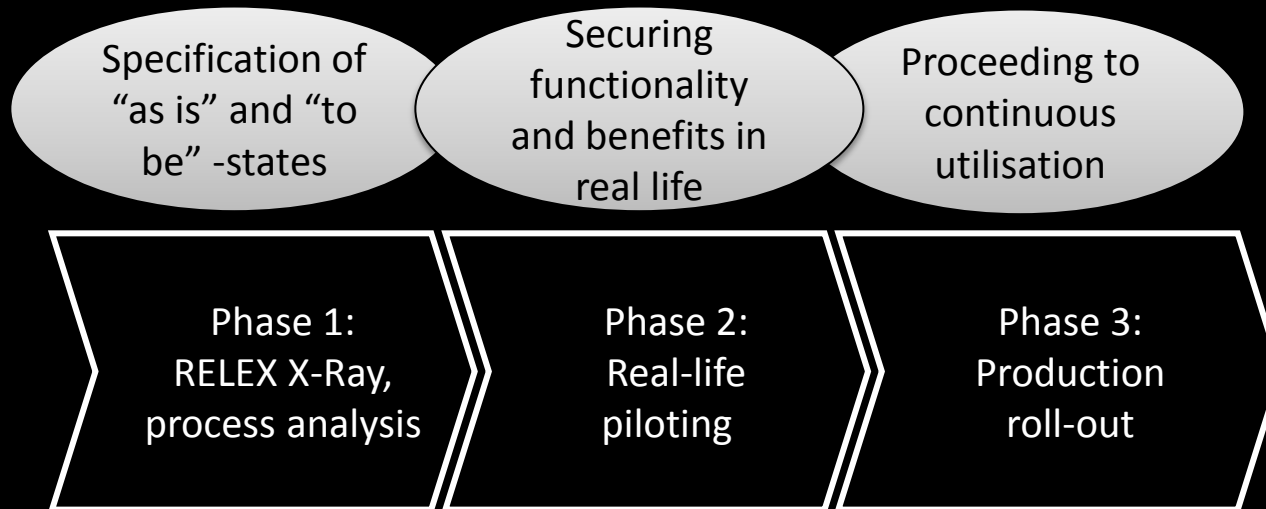 Specification of
“as is” and “to
be” -states
Securing
functionality
and benefits in
real life
Proceeding to
continuous
utilisation
Phase 1:
RELEX X-Ray,
process analysis
Phase 2:
Real-life
piloting
Phase 3:
Production
roll-out